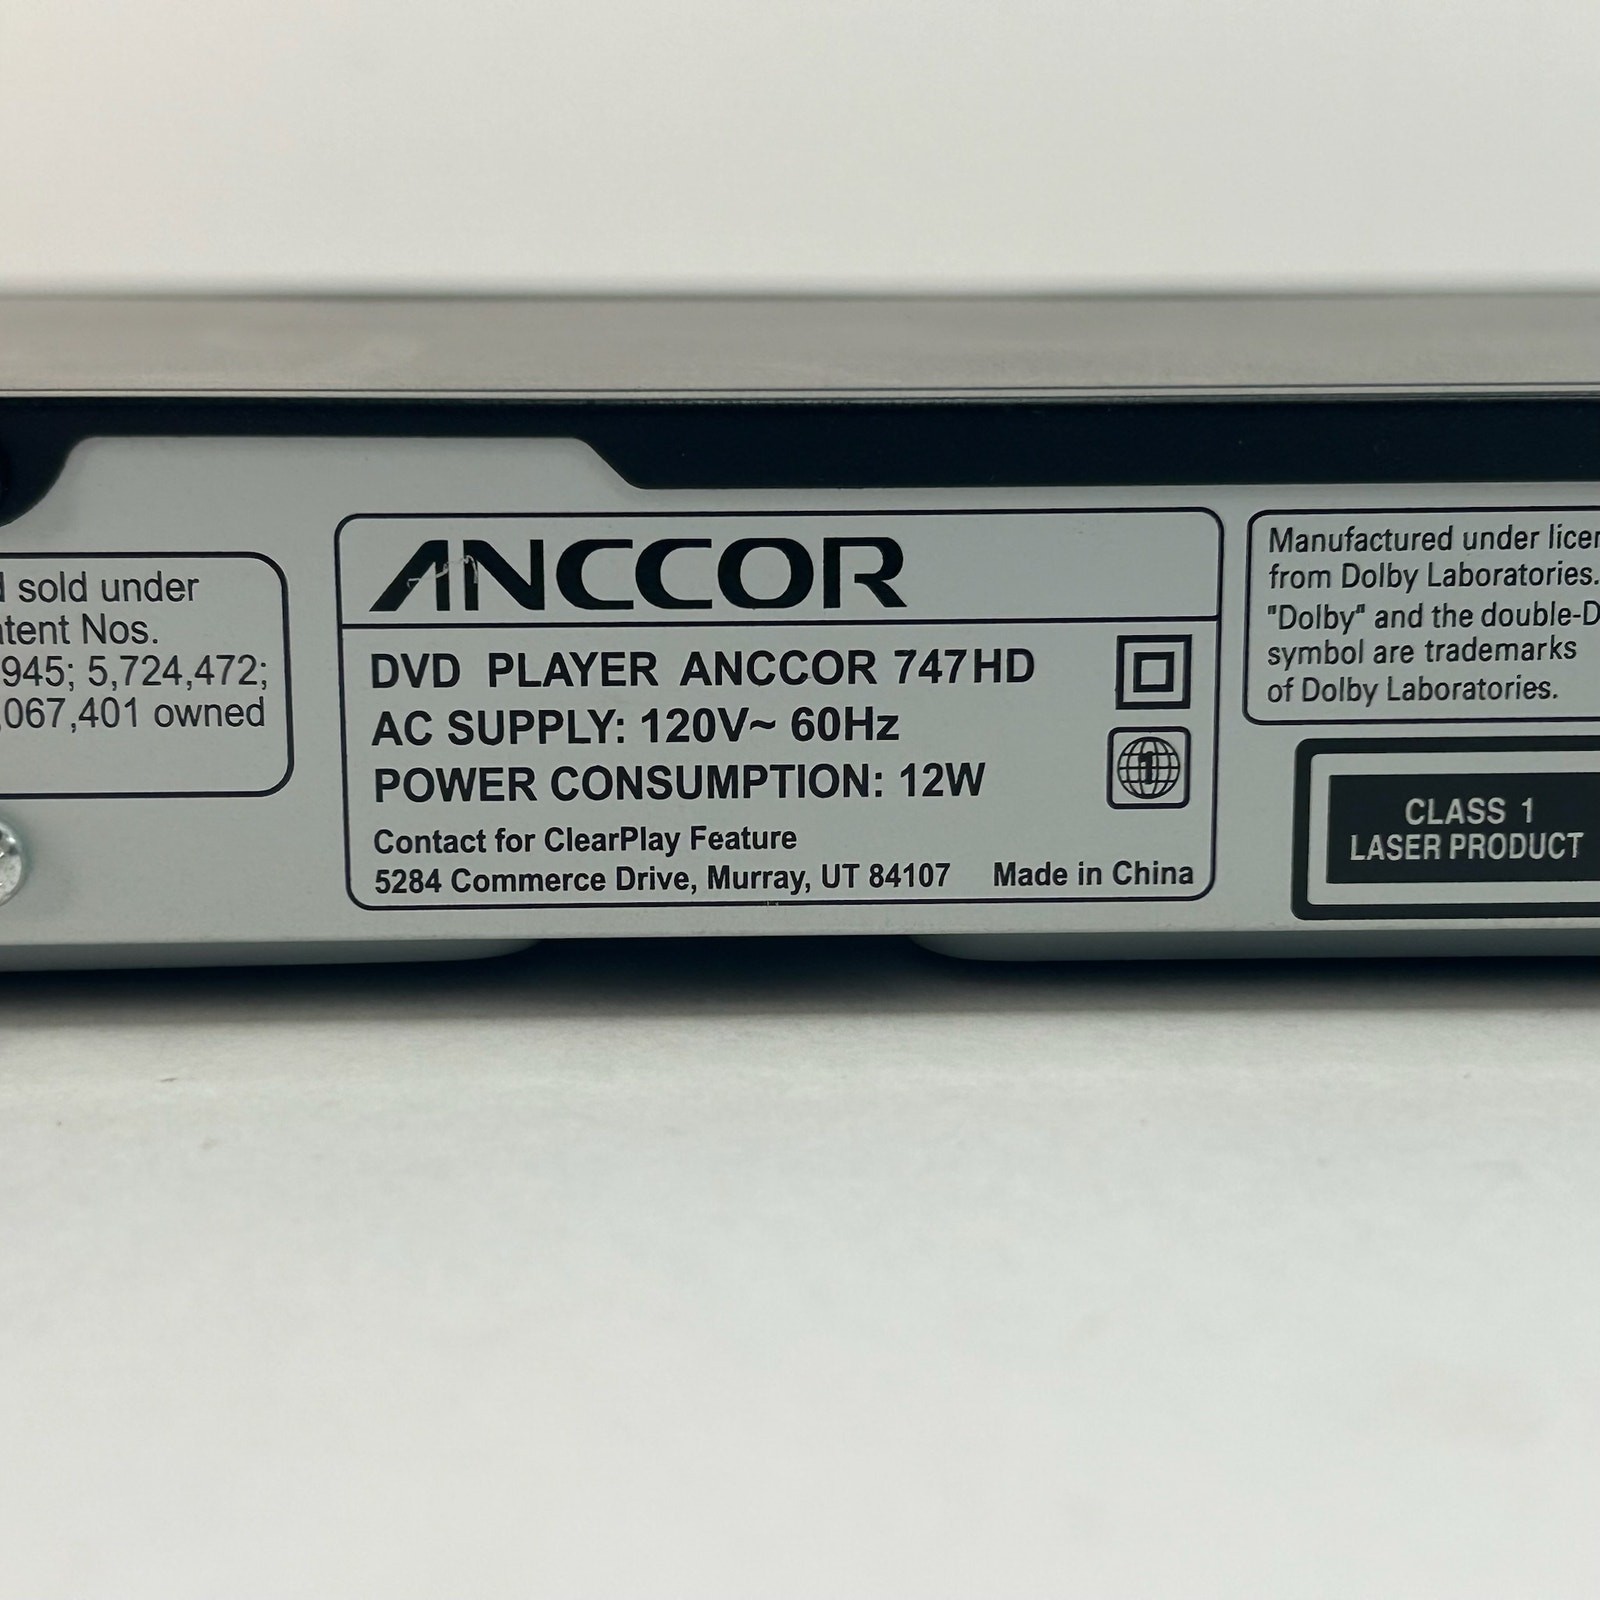 sold under
Nos.
945; 5,724,472;
,067,401 owned
ANCCOR
DVD PLAYER ANCCOR 747HD
AC SUPPLY: 120V~ 60Hz
POWER CONSUMPTION: 12W
Contact for ClearPlay Feature
5284 Commerce Drive, Murray, UT 84107
Made in China
1
Manufactured under
from Dolby Laboratories.
"Dolby" and the double-D
symbol are trademarks
of Dolby Laboratories.
CLASS 1
LASER PRODUCT